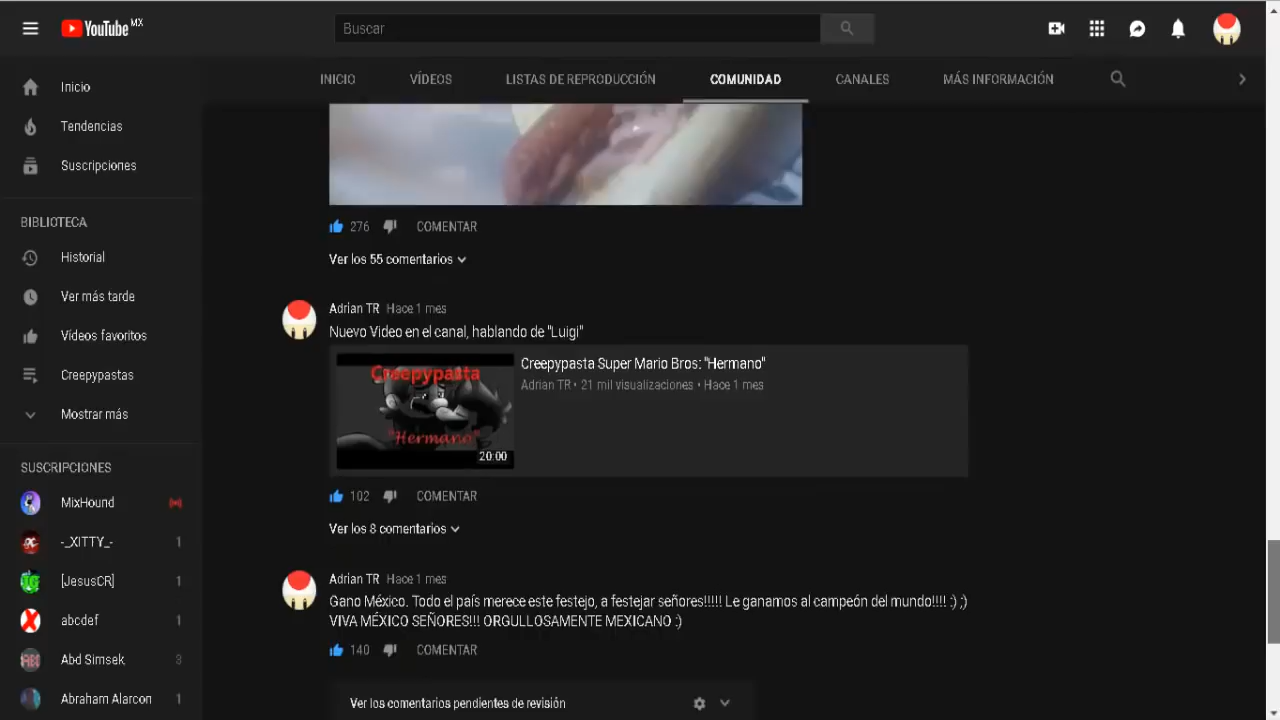 YouTube MX
Buscar
INICIO
VÍDEOS
LISTAS DE REPRODUCCIÓN
COMUNIDAD
CANALES
MÁS INFORMACIÓN
Inicio
Tendencias
Suscripciones
BIBLIOTECA
Historial
Ver más tarde
Vídeos favoritos
Creepypastas
Mostrar más
SUSCRIPCIONES
MixHound
-_XITTY_- 1
[JesusCR] 1
abcdef 1
Abd Simsek 3
Abraham Alarcon 1
276 COMENTAR
Ver los 55 comentarios
Adrian TR Hace 1 mes
Nuevo Video en el canal, hablando de "Luigi"
Creepypasta
"Hermano"
20:00
Creepypasta Super Mario Bros: "Hermano"
Adrian TR • 21 mil visualizaciones • Hace 1 mes
102 COMENTAR
Ver los 8 comentarios
Adrian TR Hace 1 mes
Gano México. Todo el país merece este festejo, a festejar señores!!!!! Le ganamos al campeón del mundo!!!! :) ;)
VIVA MÉXICO SEÑORES!!! ORGULLOSAMENTE MEXICANO :)
140 COMENTAR
Ver los comentarios pendientes de revisión